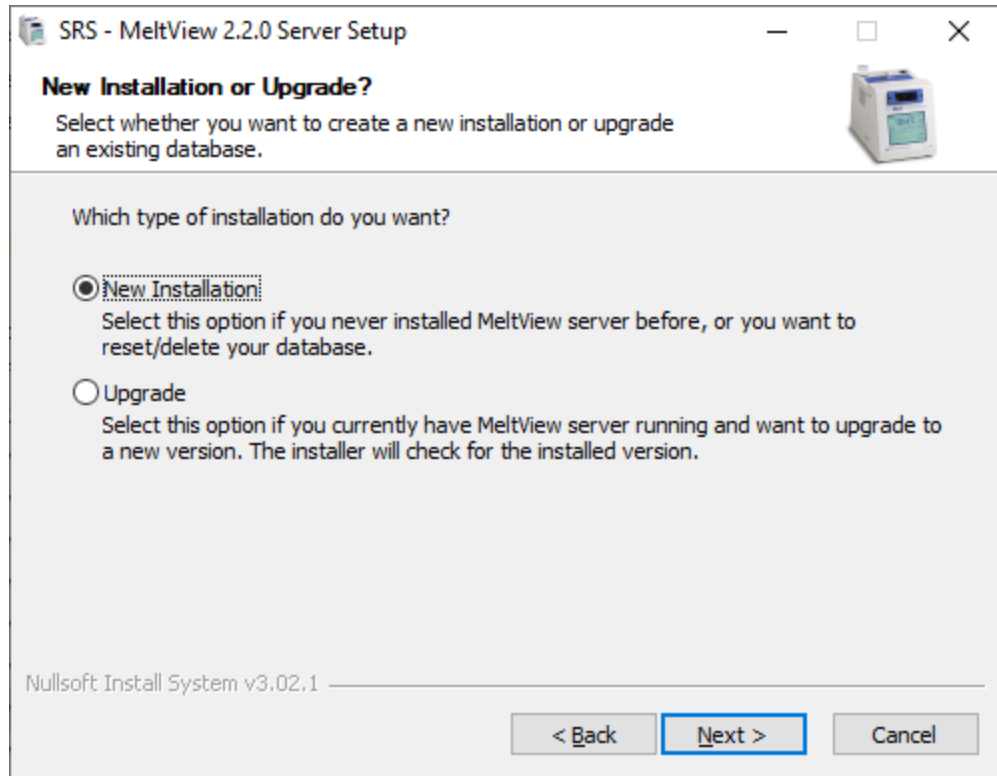 SRS - MeltView 2.2.0 Server Setup
New Installation or Upgrade?
Select whether you want to create a new installation or upgrade
an existing database.
Which type of installation do you want?
New Installation
Select this option if you never installed MeltView server before, or you want to
reset/delete your database.
Upgrade
Select this option if you currently have MeltView server running and want to upgrade to
a new version. The installer will check for the installed version.
Nullsoft Install System v3.02.1
< Back
Next >
Cancel